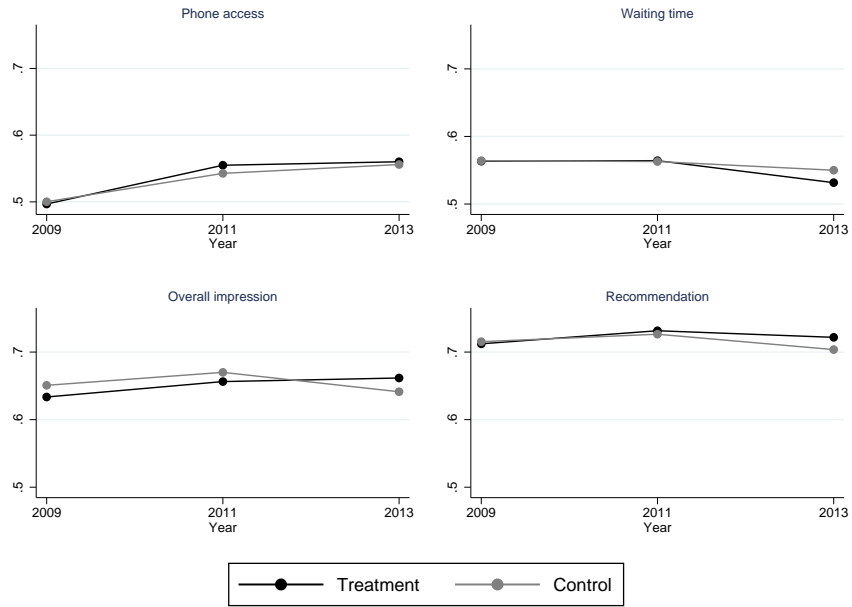 Phone access
.7
.6
.5
2009 2011 2013
Year
Waiting time
.7
.6
.5
2009 2011 2013
Year
Overall impression
.7
.6
.5
2009 2011 2013
Year
Recommendation
.7
.6
.5
2009 2011 2013
Year
Treatment Control